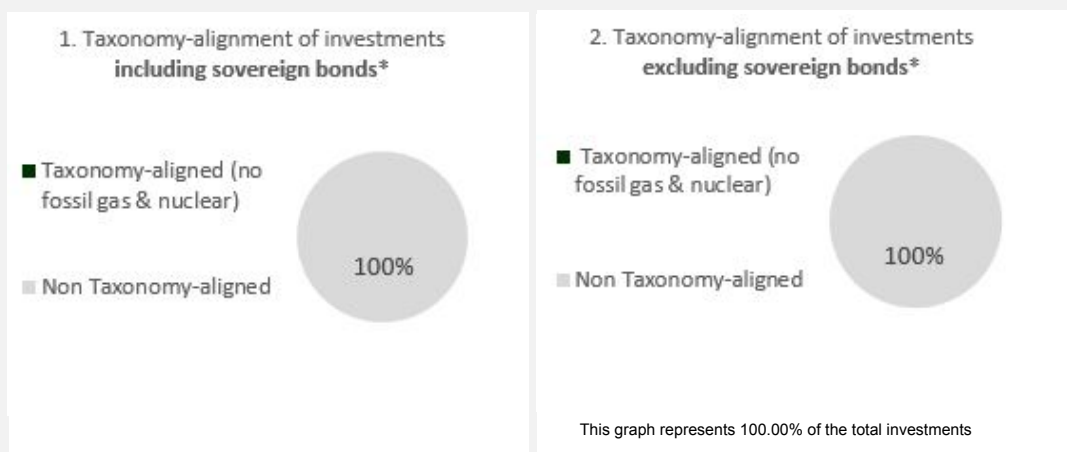 1. Taxonomy-alignment of investments
including sovereign bonds*
Taxonomy-aligned (no
fossil gas & nuclear)
100%
Non Taxonomy-aligned
2. Taxonomy-alignment of investments
excluding sovereign bonds*
Taxonomy-aligned (no
fossil gas & nuclear)
100%
Non Taxonomy-aligned
This graph represents 100.00% of the total investments